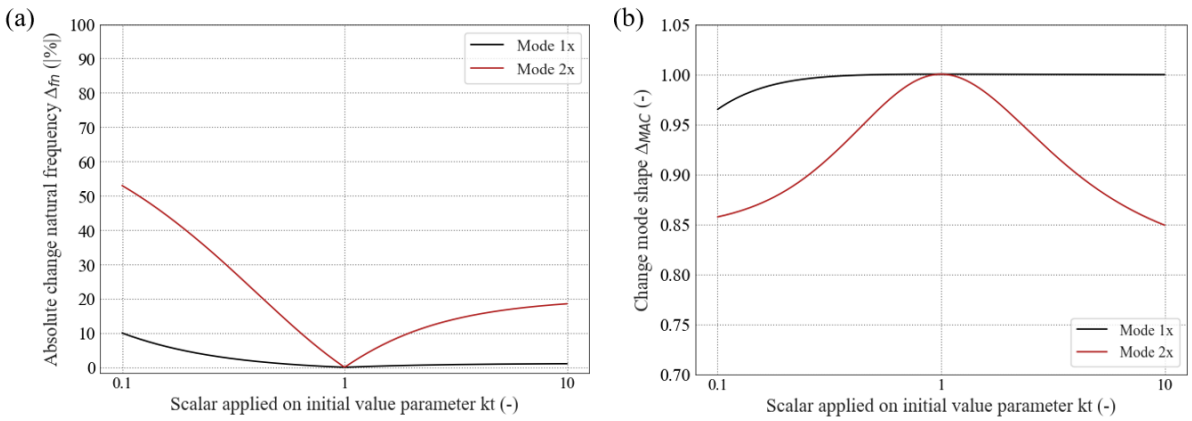 (a)
Absolute change natural frequency Δfn (|%|)
100
90
80
70
60
50
40
30
20
10
0
0.1 1 10
Scalar applied on initial value parameter kt (-)
Mode 1x
Mode 2x
(b)
Change mode shape ΔMAC (-)
1.05
1.00
0.95
0.90
0.85
0.80
0.75
0.70
0.1 1 10
Scalar applied on initial value parameter kt (-)
Mode 1x
Mode 2x